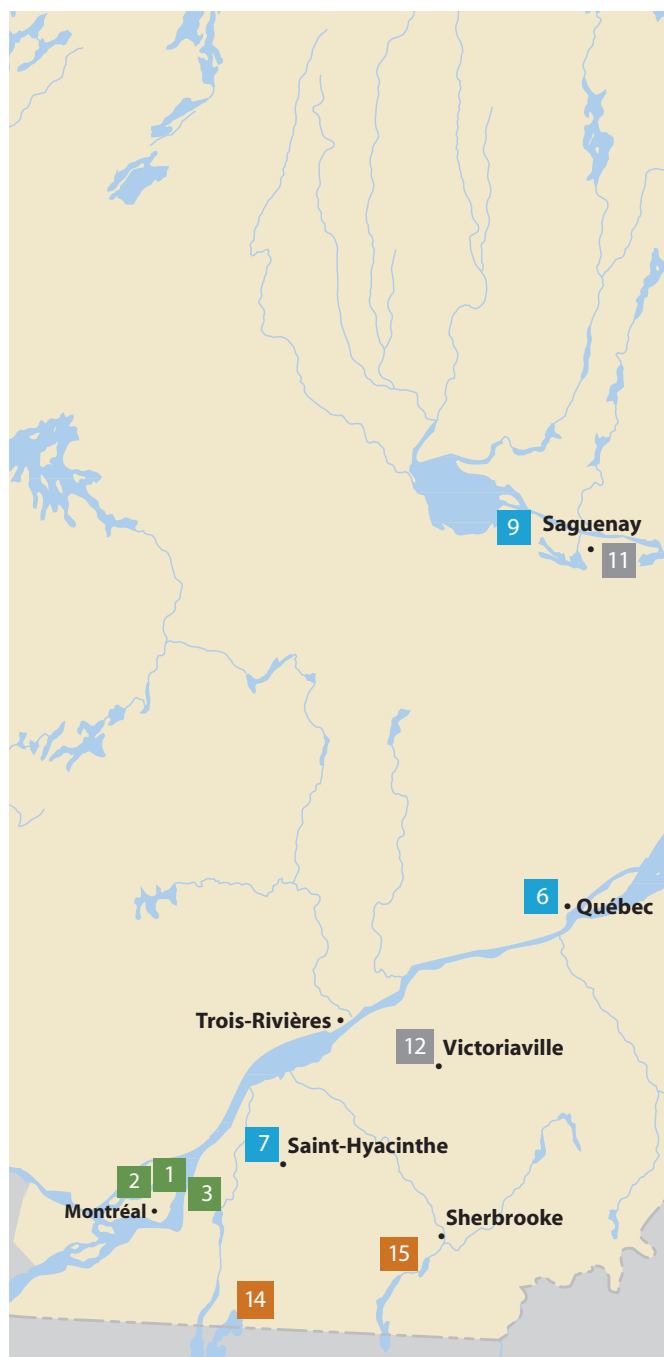 9
Saguenay
11
6
Québec
Trois-Rivières
12
Victoriaville
7
Saint-Hyacinthe
2
1
3
Montréal
Sherbrooke
15
14